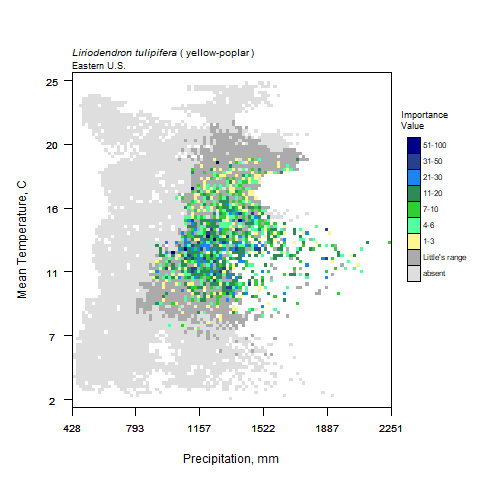 Liriodendron tulipifera ( yellow-poplar )
Eastern U.S.
Importance
Value
51-100
31-50
21-30
11-20
7-10
4-6
1-3
Little's range
absent
25
20
16
11
7
2
Mean Temperature, C
428 793 1157 1522 1887 2251
Precipitation, mm